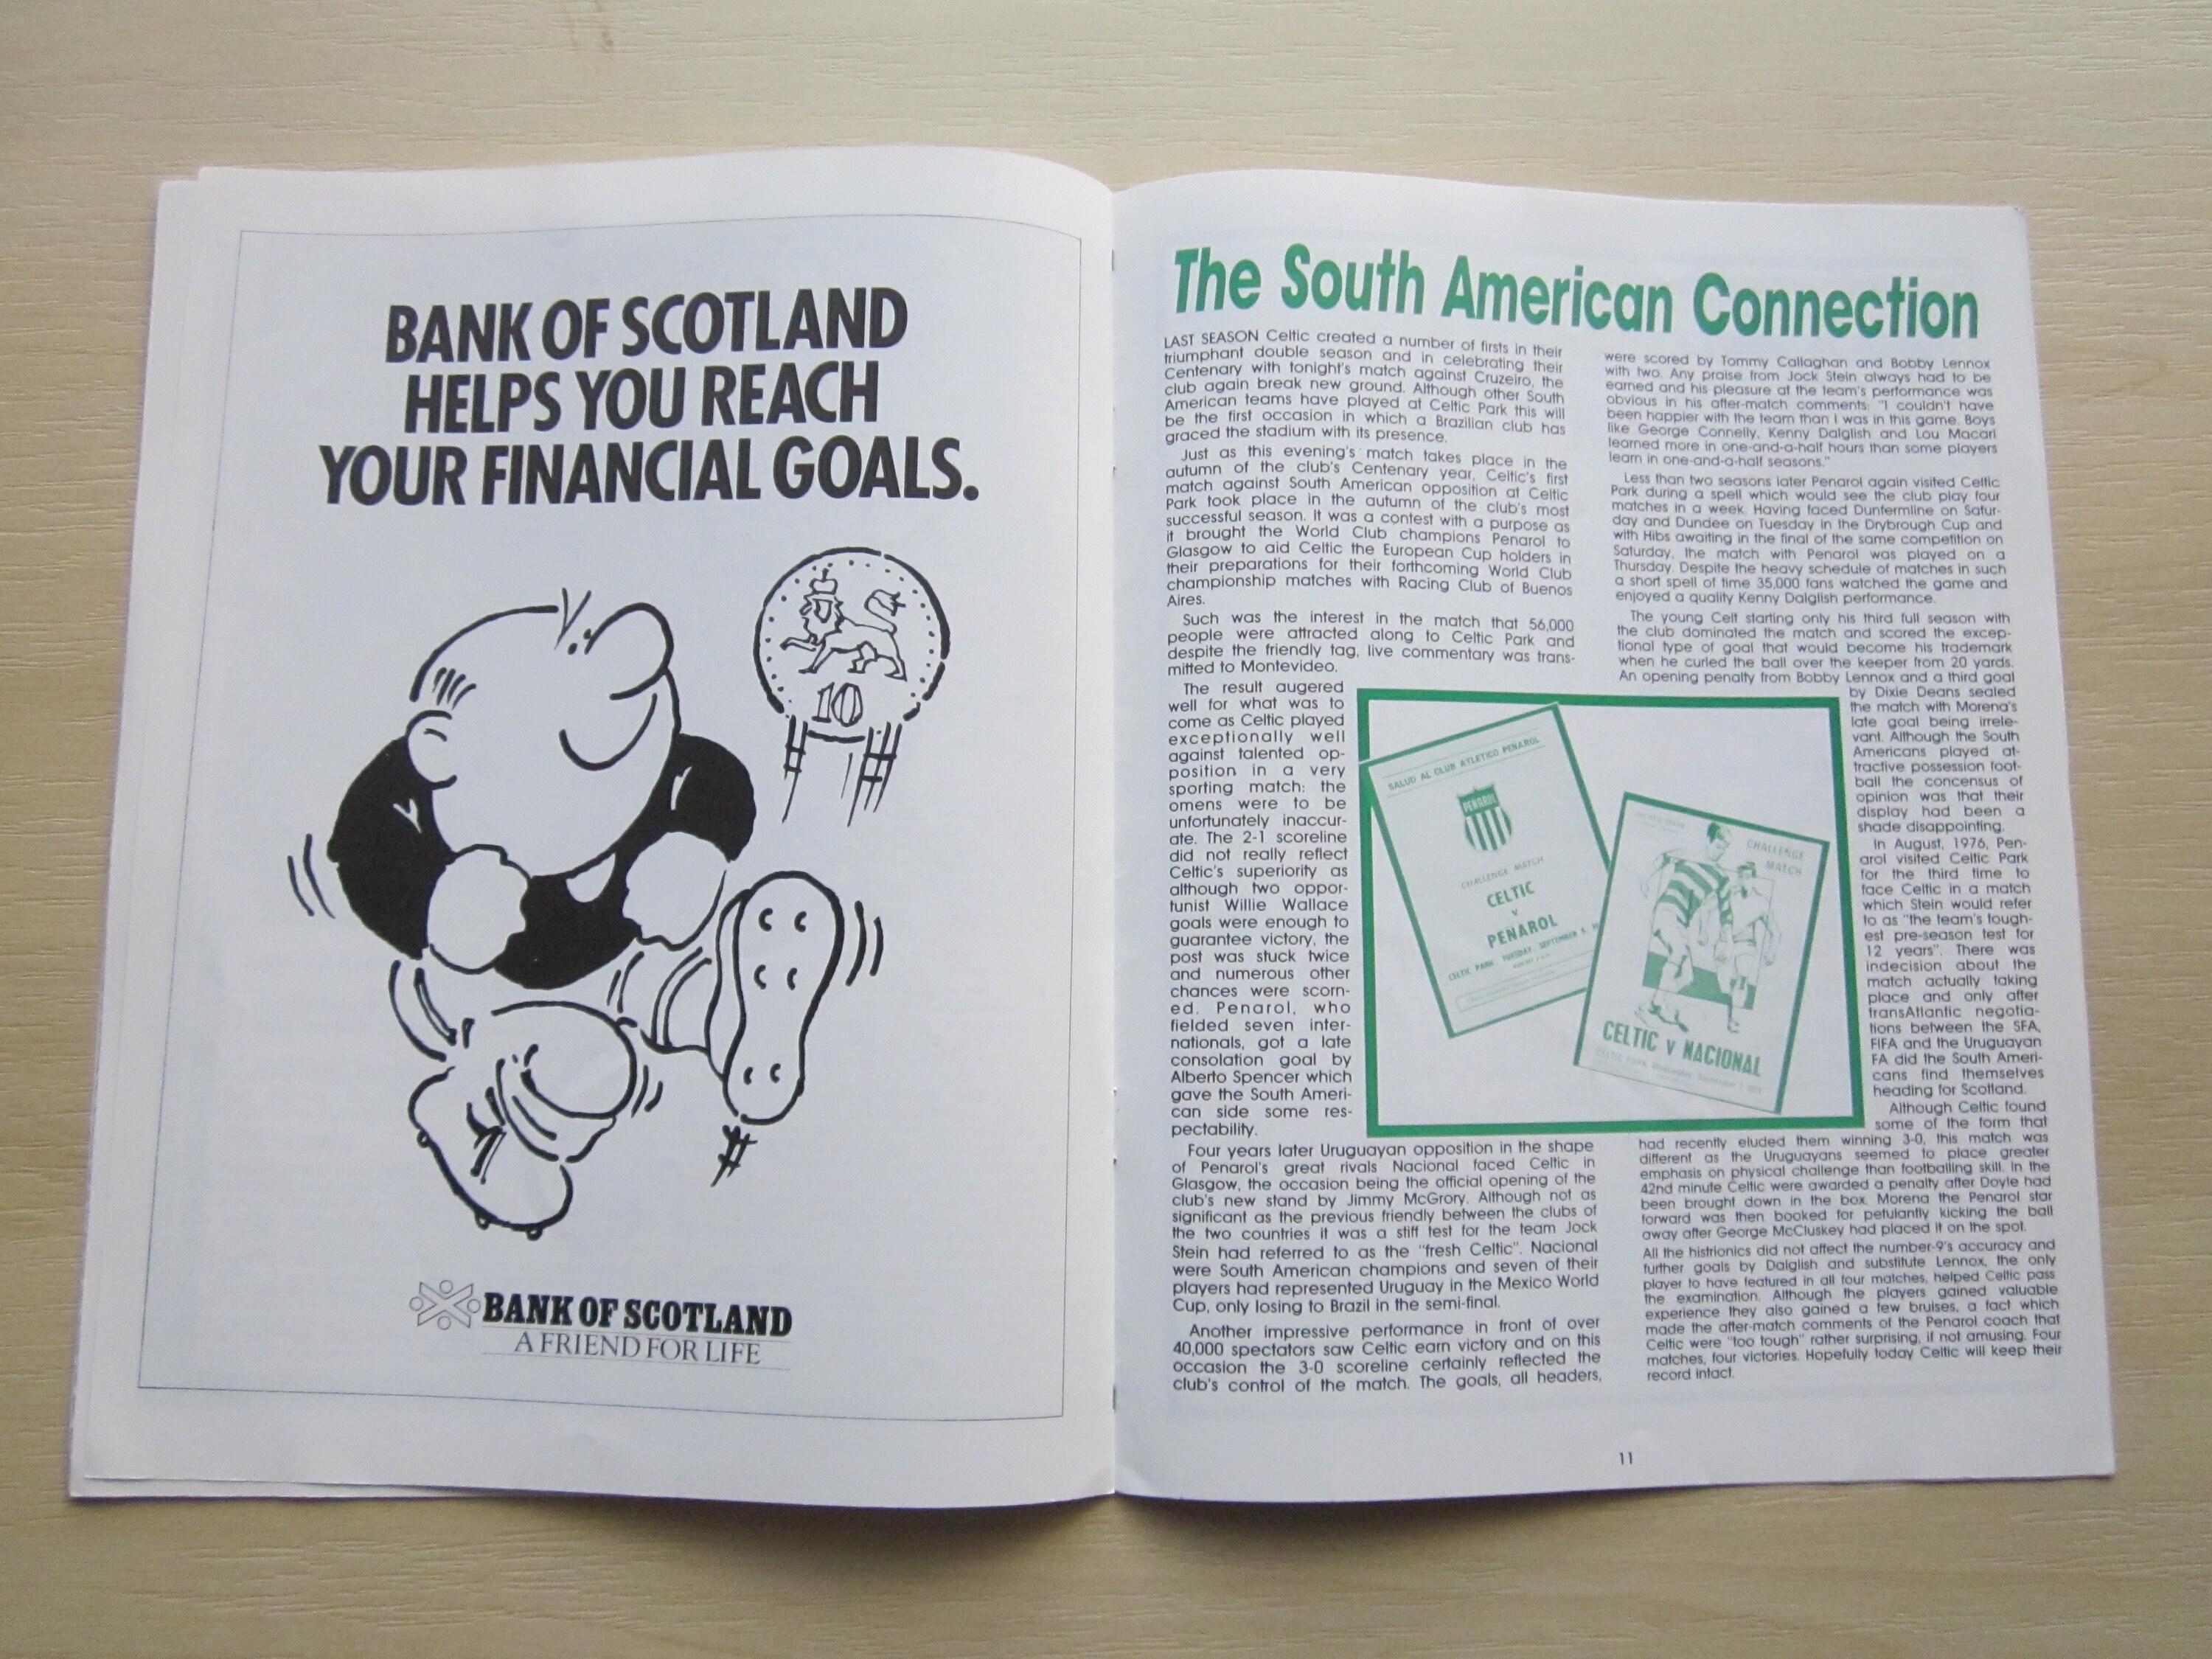 BANK OF SCOTLAND
HELPS YOU REACH
YOUR FINANCIAL GOALS.
10
BANK OF SCOTLAND
A FRIEND FOR LIFE
The South American Connection
LAST SEASON Celtic created a number of firsts in their
triumphant double season and in celebrating their
Centenary with tonight's match against Cruzeiro, the
club again break new ground. Although other South
American teams have played at Celtic Park this will
be the first occasion in which a Brazilian club has
graced the stadium with its presence.
Just as this evening's match takes place in the
autumn of the club's Centenary year, Celtic's first
match against South American opposition at Celtic
Park took place in the autumn of the club's most
successful season. It was a contest with a purpose as
it brought the World Club champions Penarol to
Glasgow to aid Celtic the European Cup holders in
their preparations for their forthcoming World Club
championship matches with Racing Club of Buenos
Aires.
Such was the interest in the match that 56,000
people were attracted along to Celtic Park and
despite the friendly tag, live commentary was trans-
mitted to Montevideo.
The result augered
well for what was to
come as Celtic played
exceptionally well
against talented op-
position in a very
sporting match: the
omens were to be
unfortunately inaccur-
ate. The 2-1 scoreline
did not really reflect
Celtic's superiority as
although two oppor-
tunist Willie Wallace
goals were enough to
guarantee victory, the
post was stuck twice
and numerous other
chances were scorn-
ed. Penarol, who
fielded seven inter-
nationals, got a late
consolation goal by
Alberto Spencer which
gave the South Ameri-
can side some res-
pectability.
Four years later Uruguayan opposition in the shape
of Penarol's great rivals Nacional faced Celtic in
Glasgow, the occasion being the official opening of the
club's new stand by Jimmy McGrory. Although not as
significant as the previous friendly between the clubs of
the two countries it was a stiff test for the team Jock
Stein had referred to as the "fresh Celtic". Nacional
were South American champions and seven of their
players had represented Uruguay in the Mexico World
Cup, only losing to Brazil in the semi-final.
Another impressive performance in front of over
40,000 spectators saw Celtic earn victory and on this
occasion the 3-0 scoreline certainly reflected the
club's control of the match. The goals, all headers,
were scored by Tommy Callaghan and Bobby Lennox
with two. Any praise from Jock Stein always had to be
earned and his pleasure at the team's performance was
obvious in his after-match comments: "I couldn't have
been happier with the team than I was in this game. Boys
like George Connelly, Kenny Dalglish and Lou Macari
learned more in one-and-a-half hours than some players
learn in one-and-a-half seasons."
Less than two seasons later Penarol again visited Celtic
Park during a spell which would see the club play four
matches in a week. Having faced Dunfermline on Satur-
day and Dundee on Tuesday in the Drybrough Cup and
with Hibs awaiting in the final of the same competition on
Saturday, the match with Penarol was played on a
Thursday. Despite the heavy schedule of matches in such
a short spell of time 35,000 fans watched the game and
enjoyed a quality Kenny Dalglish performance.
The young Celt starting only his third full season with
the club dominated the match and scored the excep-
tional type of goal that would become his trademark
when he curled the ball over the keeper from 20 yards.
An opening penalty from Bobby Lennox and a third goal
by Dixie Deans sealed
the match with Morena's
late goal being irrele-
vant. Although the South
Americans played at-
tractive possession foot-
ball the concensus of
opinion was that their
display had been a
shade disappointing.
In August, 1976, Pen-
arol visited Celtic Park
for the third time to
face Celtic in a match
which Stein would refer
to as "the team's tough-
est pre-season test for
12 years". There was
indecision about the
match actually taking
place and only after
transAtlantic negotia-
tions between the SFA,
FIFA and the Uruguayan
FA did the South Ameri-
cans find themselves
heading for Scotland.
Although Celtic found
some of the form that
had recently eluded them winning 3-0, this match was
different as the Uruguayans seemed to place greater
emphasis on physical challenge than footballing skill. In the
42nd minute Celtic were awarded a penalty after Doyle had
been brought down in the box. Morena the Penarol star
forward was then booked for petulantly kicking the ball
away after George McCluskey had placed it on the spot.
All the histrionics did not affect the number-9's accuracy and
further goals by Dalglish and substitute Lennox, the only
player to have featured in all four matches, helped Celtic pass
the examination. Although the players gained valuable
experience they also gained a few bruises, a fact which
made the after-match comments of the Penarol coach that
Celtic were "too tough" rather surprising, if not amusing. Four
matches, four victories. Hopefully today Celtic will keep their
record intact.
SALUD AL CLUB ATLETICO PENAROL
PENAROL
CHALLENGE MATCH
CELTIC
v
PENAROL
CELTIC PARK, TUESDAY, SEPTEMBER 5,
CHALLENGE
MATCH
CELTIC v NACIONAL
CELTIC PARK, Wednesday, September 1, 1971
11